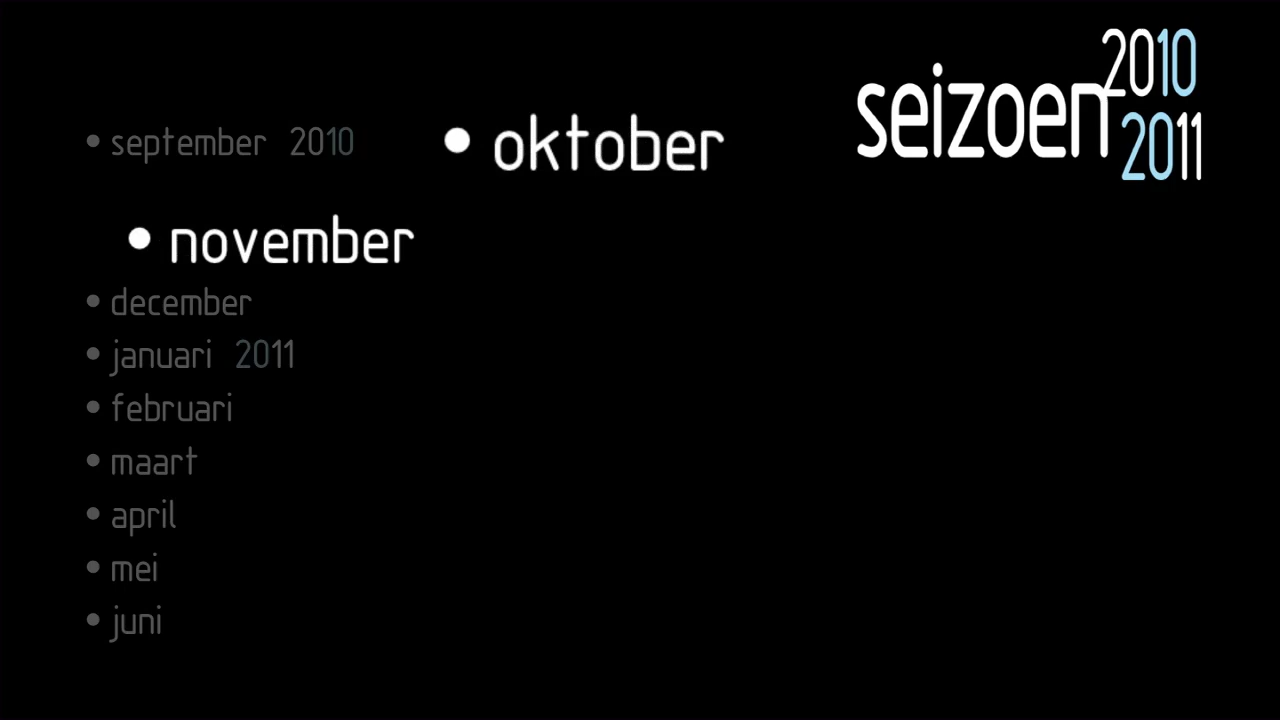 seizoen 2010 2011
• september 2010
• oktober
• november
• december
• januari 2011
• februari
• maart
• april
• mei
• juni